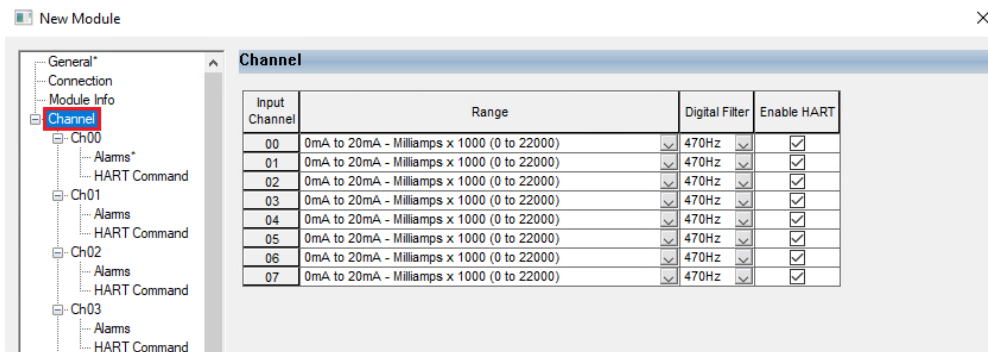 New Module
General*
Connection
Module Info
Channel
Ch00
Alarms*
HART Command
Ch01
Alarms
HART Command
Ch02
Alarms
HART Command
Ch03
Alarms
HART Command
Channel
Input Channel Range Digital Filter Enable HART
00 0mA to 20mA - Milliamps x 1000 (0 to 22000) 470Hz
01 0mA to 20mA - Milliamps x 1000 (0 to 22000) 470Hz
02 0mA to 20mA - Milliamps x 1000 (0 to 22000) 470Hz
03 0mA to 20mA - Milliamps x 1000 (0 to 22000) 470Hz
04 0mA to 20mA - Milliamps x 1000 (0 to 22000) 470Hz
05 0mA to 20mA - Milliamps x 1000 (0 to 22000) 470Hz
06 0mA to 20mA - Milliamps x 1000 (0 to 22000) 470Hz
07 0mA to 20mA - Milliamps x 1000 (0 to 22000) 470Hz